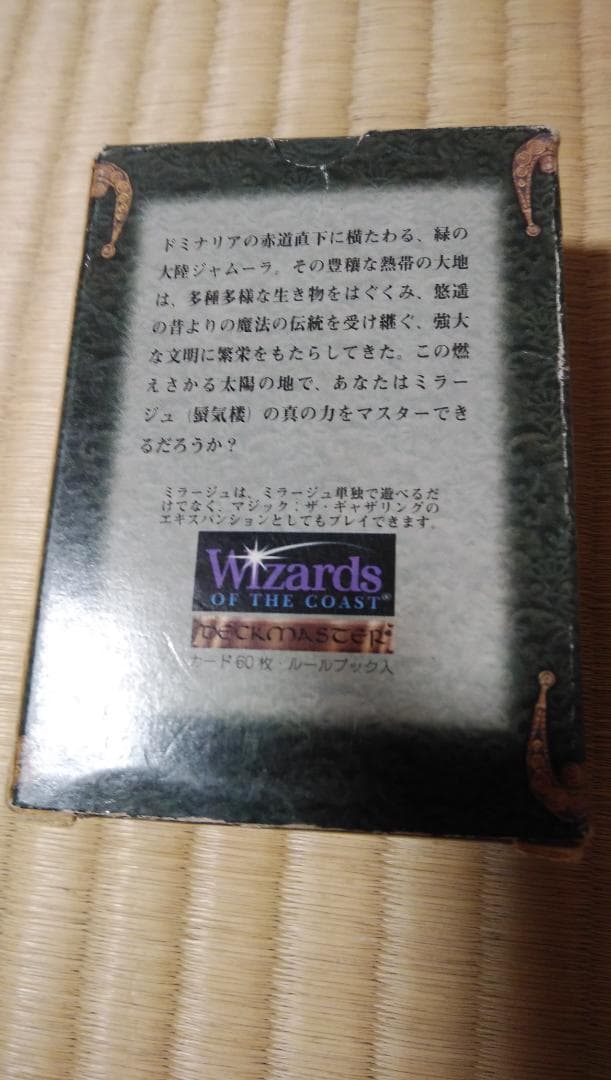 ドミナリアの赤道直下に横たわる、緑の
大陸ジャムーラ。その豊穣な熱帯の大地
は、多種多様な生き物をはぐくみ、悠遥
の昔よりの魔法の伝統を受け継ぐ、強大
な文明に繁栄をもたらしてきた。この燃
えさかる太陽の地で、あなたはミラー
ジュ（蜃気樓）の真の力をマスターでき
るだろうか？
ミラージュは、ミラージュ単独で遊べるだ
けでなく、マジック：ザ・ギャザリングの
エキスパンションとしてもプレイできます。
Wizards
OF THE COAST®
DECKMASTER™
カード60枚・ルールブック入